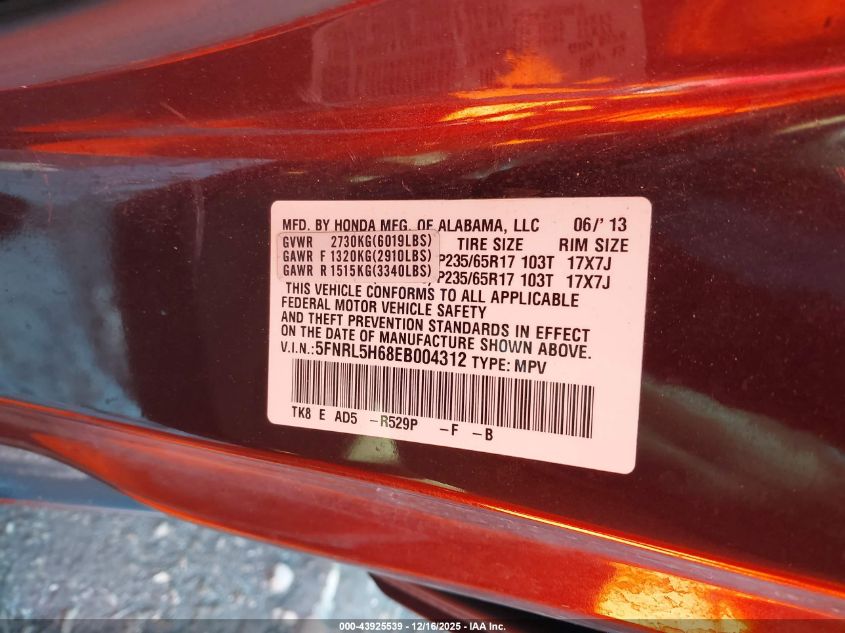 MFD. BY HONDA MFG. OF ALABAMA, LLC 06/' 13
GVWR 2730KG(6019LBS) TIRE SIZE RIM SIZE
GAWR F 1320KG(2910LBS) P235/65R17 103T 17X7J
GAWR R 1515KG(3340LBS) P235/65R17 103T 17X7J
THIS VEHICLE CONFORMS TO ALL APPLICABLE
FEDERAL MOTOR VEHICLE SAFETY
AND THEFT PREVENTION STANDARDS IN EFFECT
ON THE DATE OF MANUFACTURE SHOWN ABOVE.
V.I.N.:5FNRL5H68EB004312 TYPE: MPV
TK8 E AD5 -R529P -F -B
000-43925539 - 12/16/2025 - IAA Inc.